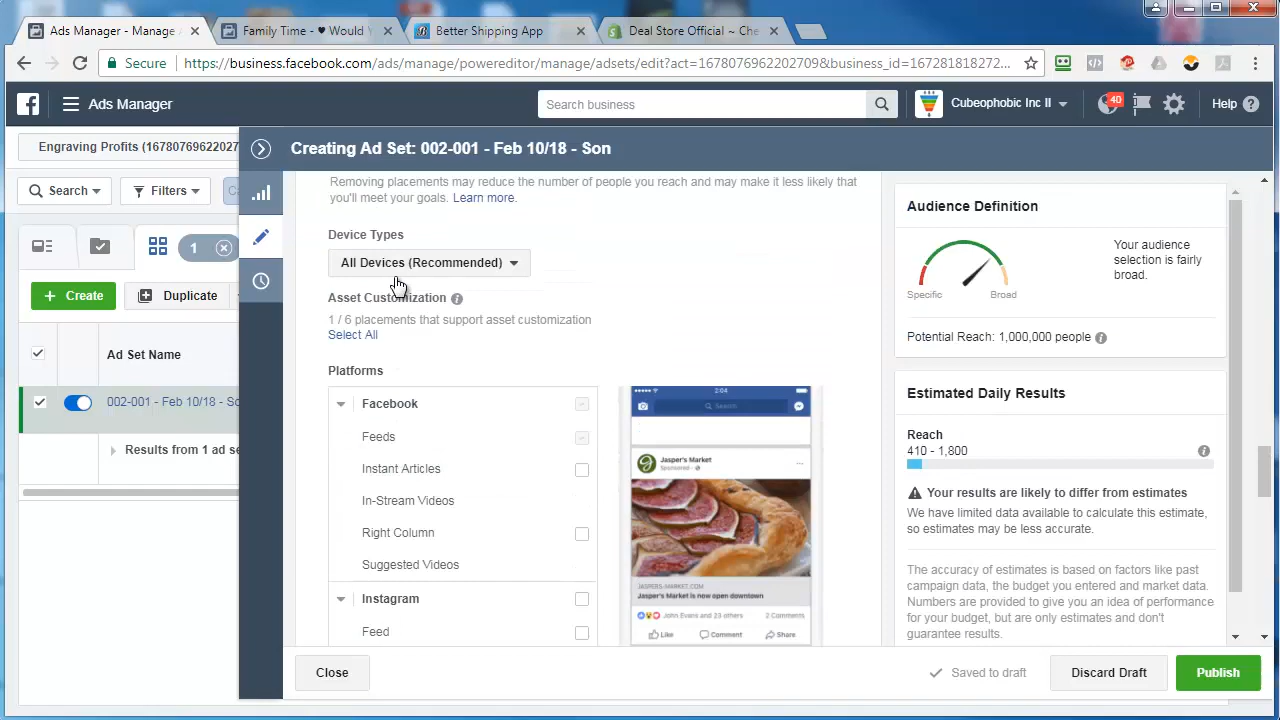 Ads Manager - Manage A
Family Time - ♥ Would Y
Better Shipping App
Deal Store Official ~ Che
Secure
https://business.facebook.com/ads/manage/powereditor/manage/adsets/edit?act=1678076962202709&business_id=167281818272...
Ads Manager
Search business
Cubeophobic Inc II
40
Help
Engraving Profits (16780769622027
Search
Filters
Creating Ad Set: 002-001 - Feb 10/18 - Son
1
Create
Duplicate
Ad Set Name
002-001 - Feb 10/18 - So
Results from 1 ad se
Removing placements may reduce the number of people you reach and may make it less likely that
you'll meet your goals. Learn more.
Device Types
All Devices (Recommended)
Asset Customization
1 / 6 placements that support asset customization
Select All
Platforms
Facebook
Feeds
Instant Articles
In-Stream Videos
Right Column
Suggested Videos
Instagram
Feed
2:04
Search
Jasper's Market
Sponsored
JASPERS-MARKET.COM
Jasper's Market is now open downtown
John Evans and 23 others
2 Comments
Like
Comment
Share
Audience Definition
Specific
Broad
Your audience
selection is fairly
broad.
Potential Reach: 1,000,000 people
Estimated Daily Results
Reach
410 - 1,800
Your results are likely to differ from estimates
We have limited data available to calculate this estimate,
so estimates may be less accurate.
The accuracy of estimates is based on factors like past
campaign data, the budget you entered and market data.
Numbers are provided to give you an idea of performance
for your budget, but are only estimates and don't
guarantee results.
Close
Saved to draft
Discard Draft
Publish